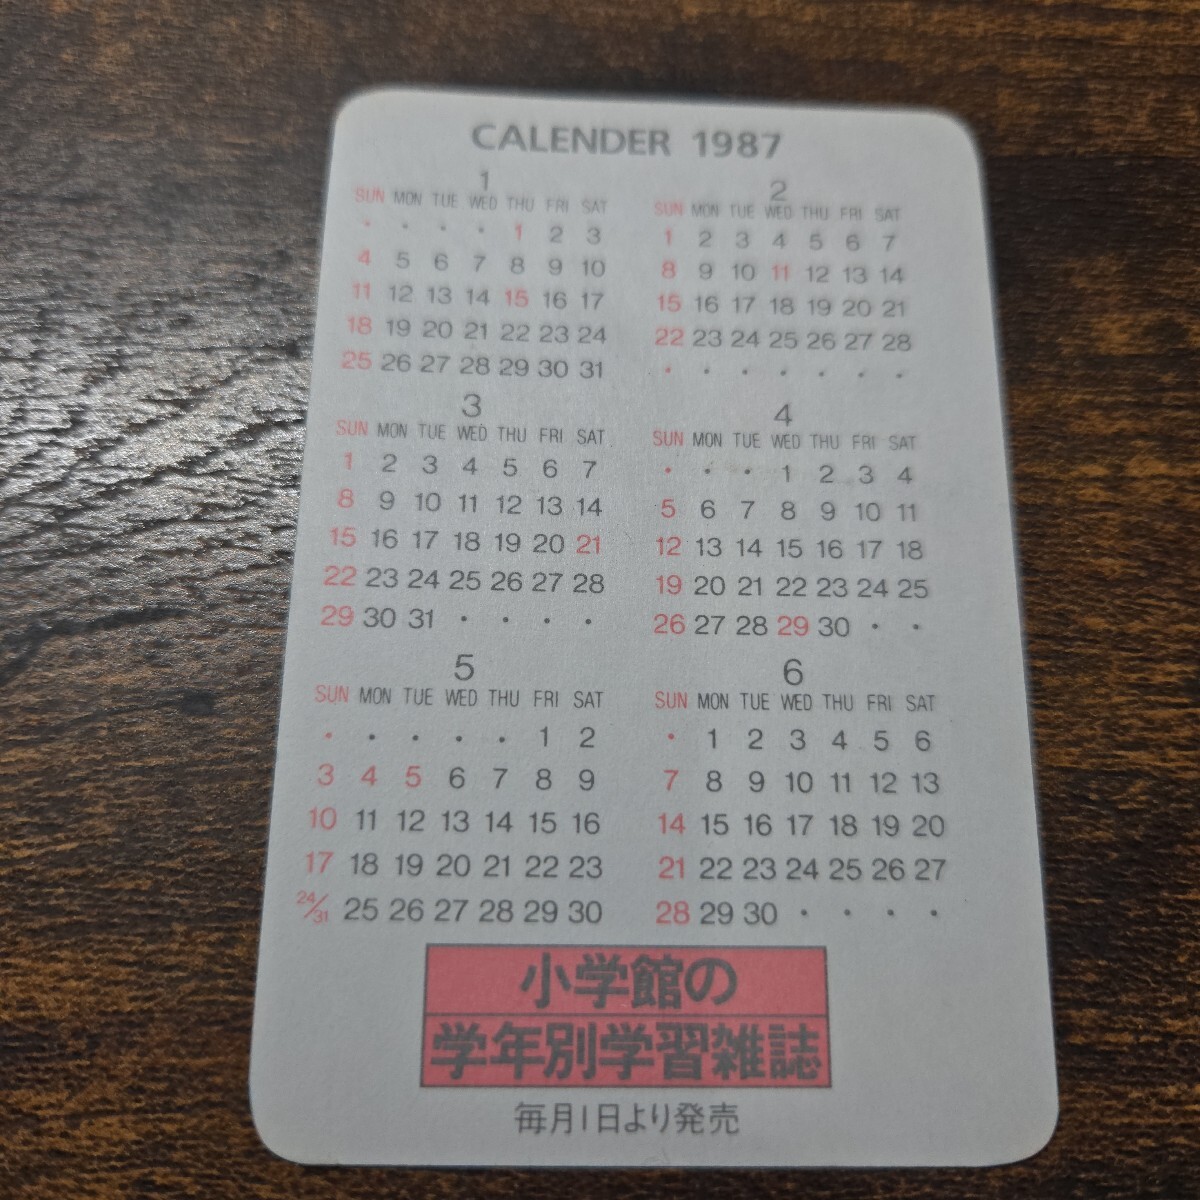 CALENDER 1987
1
SUN MON TUE WED THU FRI SAT
・ ・ ・ ・ 1 2 3
4 5 6 7 8 9 10
11 12 13 14 15 16 17
18 19 20 21 22 23 24
25 26 27 28 29 30 31
2
SUN MON TUE WED THU FRI SAT
1 2 3 4 5 6 7
8 9 10 11 12 13 14
15 16 17 18 19 20 21
22 23 24 25 26 27 28
・ ・ ・ ・ ・ ・ ・
3
SUN MON TUE WED THU FRI SAT
1 2 3 4 5 6 7
8 9 10 11 12 13 14
15 16 17 18 19 20 21
22 23 24 25 26 27 28
29 30 31 ・ ・ ・ ・
4
SUN MON TUE WED THU FRI SAT
・ ・ ・ 1 2 3 4
5 6 7 8 9 10 11
12 13 14 15 16 17 18
19 20 21 22 23 24 25
26 27 28 29 30 ・ ・
5
SUN MON TUE WED THU FRI SAT
・ ・ ・ ・ ・ 1 2
3 4 5 6 7 8 9
10 11 12 13 14 15 16
17 18 19 20 21 22 23
24/31 25 26 27 28 29 30
6
SUN MON TUE WED THU FRI SAT
・ 1 2 3 4 5 6
7 8 9 10 11 12 13
14 15 16 17 18 19 20
21 22 23 24 25 26 27
28 29 30 ・ ・ ・ ・
小学館の
学年別学習雑誌
毎月1日より発売